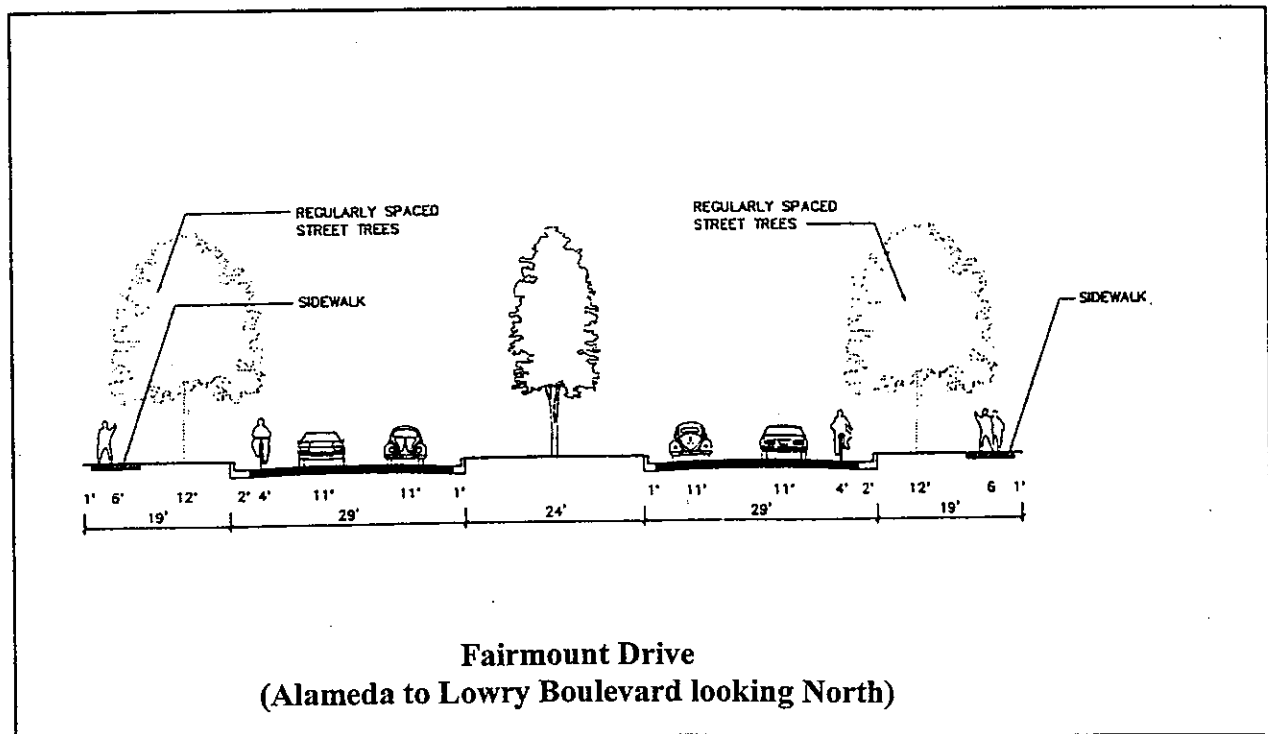 REGULARLY SPACED
STREET TREES
REGULARLY SPACED
STREET TREES
SIDEWALK
SIDEWALK
1' 6' 12' 2' 4' 11' 11' 1' 1' 11' 11' 4' 2' 12' 6 1'
19' 29' 24' 29' 19'
Fairmount Drive
(Alameda to Lowry Boulevard looking North)